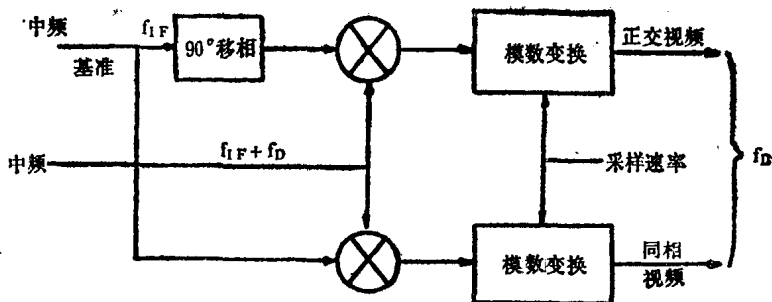 中频
f_IF
90°移相
模数变换
正交视频
基准
中频
f_IF+f_D
采样速率
f_D
模数变换
同相
视频